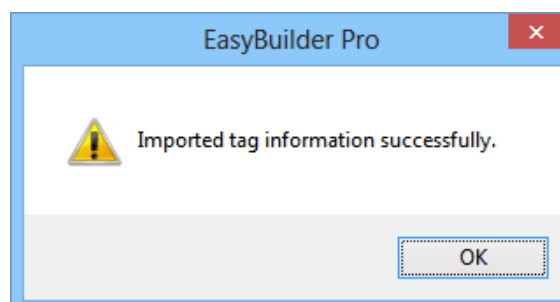 EasyBuilder Pro
Imported tag information successfully.
OK